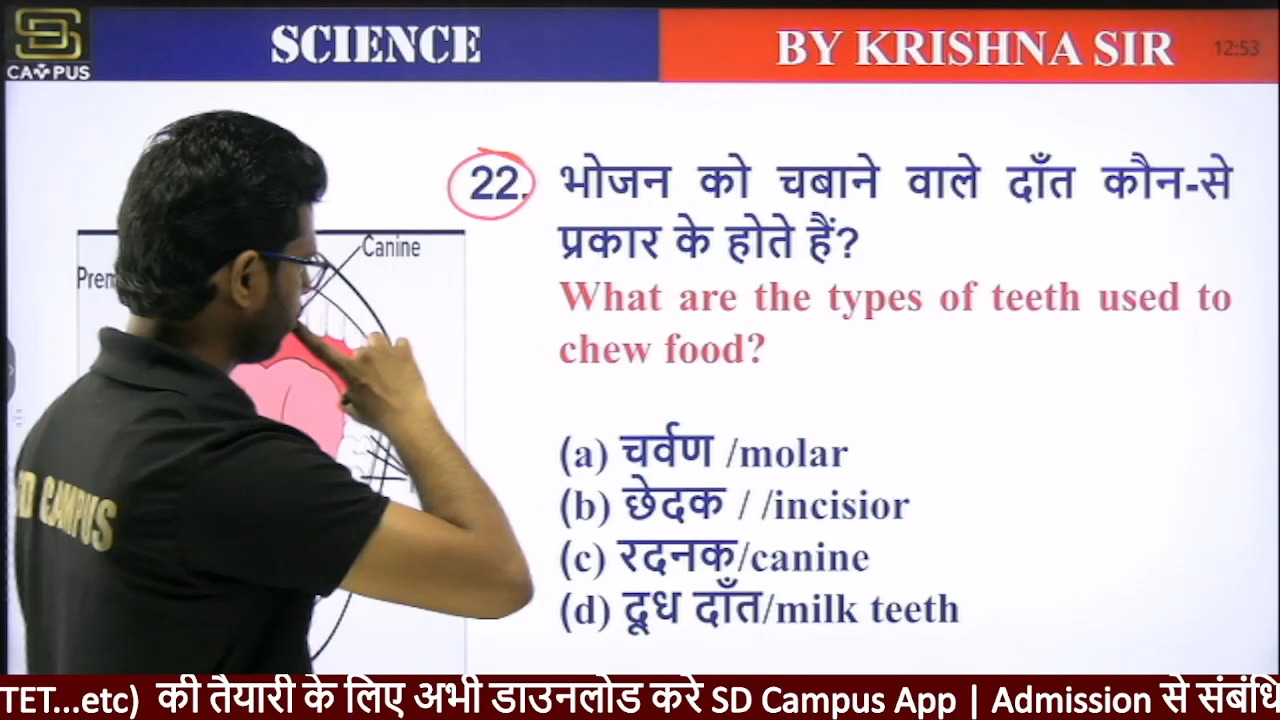 SD
CAMPUS
SCIENCE
BY KRISHNA SIR
12:53
22. भोजन को चबाने वाले दाँत कौन-से
प्रकार के होते हैं?
What are the types of teeth used to
chew food?
Canine
(a) चर्वण /molar
(b) छेदक / /incisior
(c) रदनक/canine
(d) दूध दाँत/milk teeth
SD CAMPUS
TET...etc) की तैयारी के लिए अभी डाउनलोड करे SD Campus App | Admission से संबंधि